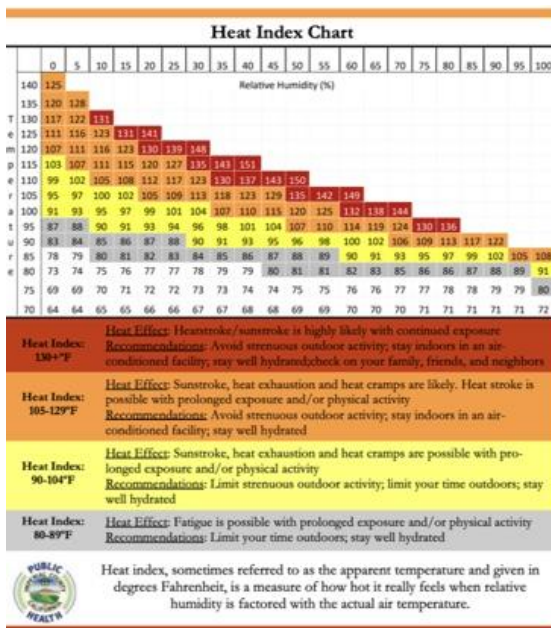 Heat Index Chart
0 5 10 15 20 25 30 35 40 45 50 55 60 65 70 75 80 85 90 95 100
140 125 Relative Humidity (%)
135 120 128
T 130 117 122 131
e 125 111 116 123 131 141
m 120 107 111 116 123 130 139 148
p 115 103 107 111 115 120 127 135 143 151
e 110 99 102 105 108 112 117 123 130 137 143 150
r 105 95 97 100 102 105 109 113 118 123 129 135 142 149
a 100 91 93 95 97 99 101 104 107 110 115 120 125 132 138 144
t 95 87 88 90 91 93 94 96 98 101 104 107 110 114 119 124 130 136
u 90 83 84 85 86 87 88 90 91 93 95 96 98 100 102 106 109 113 117 122
r 85 78 79 80 81 82 83 84 85 86 87 88 89 90 91 93 95 97 99 102 105 108
e 80 73 74 75 76 77 77 78 79 79 80 81 81 82 83 85 86 86 87 88 89 91
75 69 69 70 71 72 72 73 73 74 74 75 75 76 76 77 77 78 78 79 79 80
70 64 64 65 65 66 66 67 67 68 68 69 69 70 70 70 70 71 71 71 71 72
Heat Effect: Heatstroke/sunstroke is highly likely with continued exposure
Heat Index: Recommendations: Avoid strenuous outdoor activity; stay indoors in an air-
130+°F conditioned facility; stay well hydrated;check on your family, friends, and neighbors
Heat Effect: Sunstroke, heat exhaustion and heat cramps are likely. Heat stroke is
Heat Index: possible with prolonged exposure and/or physical activity
105-129°F Recommendations: Avoid strenuous outdoor activity; stay indoors in an air-
conditioned facility; stay well hydrated
Heat Effect: Sunstroke, heat exhaustion and heat cramps are possible with pro-
Heat Index: longed exposure and/or physical activity
90-104°F Recommendations: Limit strenuous outdoor activity; limit your time outdoors; stay
well hydrated
Heat Index: Heat Effect: Fatigue is possible with prolonged exposure and/or physical activity
80-89°F Recommendations: Limit your time outdoors; stay well hydrated
PUBLIC
HEALTH
Heat index, sometimes referred to as the apparent temperature and given in
degrees Fahrenheit, is a measure of how hot it really feels when relative
humidity is factored with the actual air temperature.